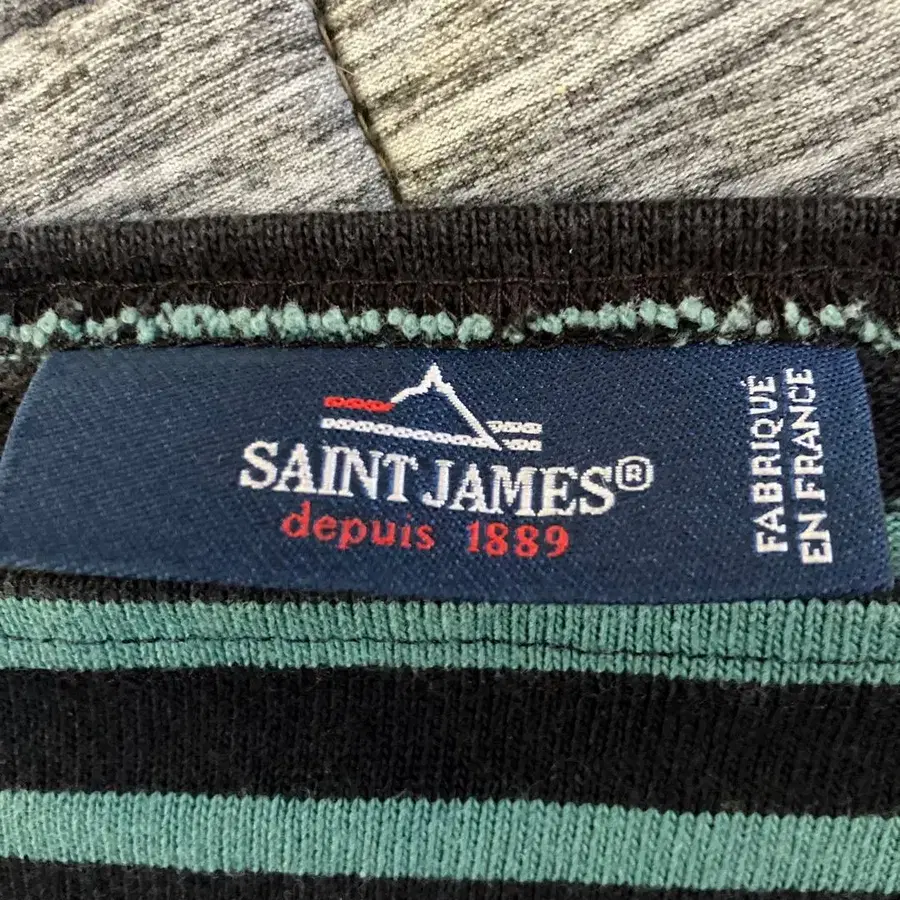 SAINT JAMES®
depuis 1889
FABRIQUÉ
EN FRANCE